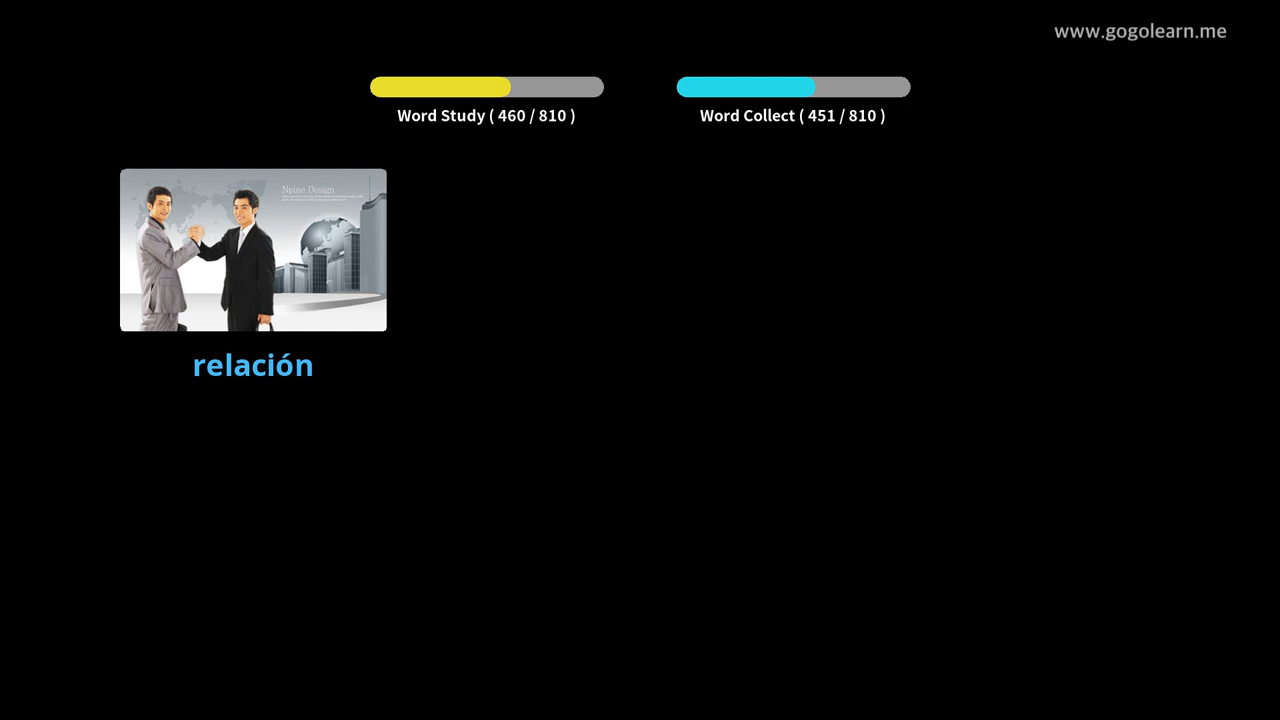 www.gogolearn.me
Word Study ( 460 / 810 )
Word Collect ( 451 / 810 )
Npine Design
relación